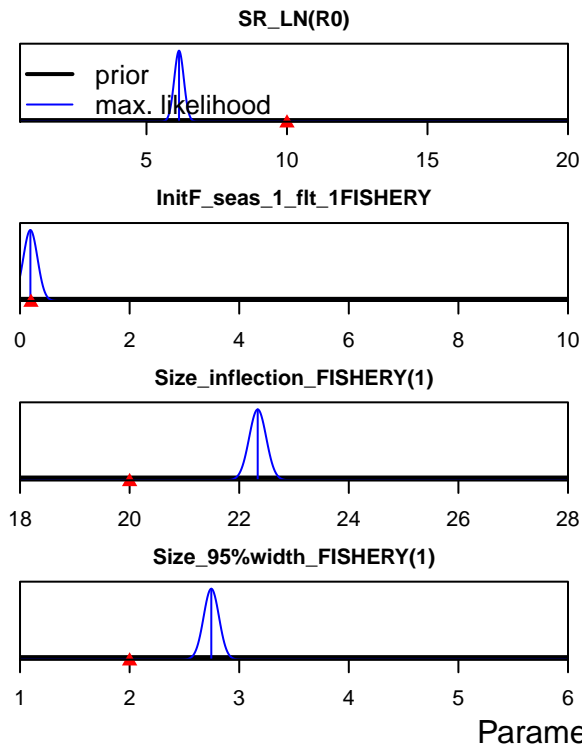 SR_LN(R0)
prior
max. likelihood
5 10 15 20
InitF_seas_1_flt_1FISHERY
0 2 4 6 8 10
Size_inflection_FISHERY(1)
18 20 22 24 26 28
Size_95%width_FISHERY(1)
1 2 3 4 5 6
Parame